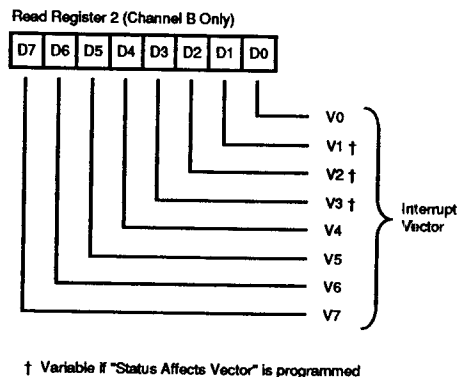 Read Register 2 (Channel B Only)
D7 D6 D5 D4 D3 D2 D1 D0
V0
V1 †
V2 †
V3 †
Interrupt
Vector
V4
V5
V6
V7
† Variable if "Status Affects Vector" is programmed